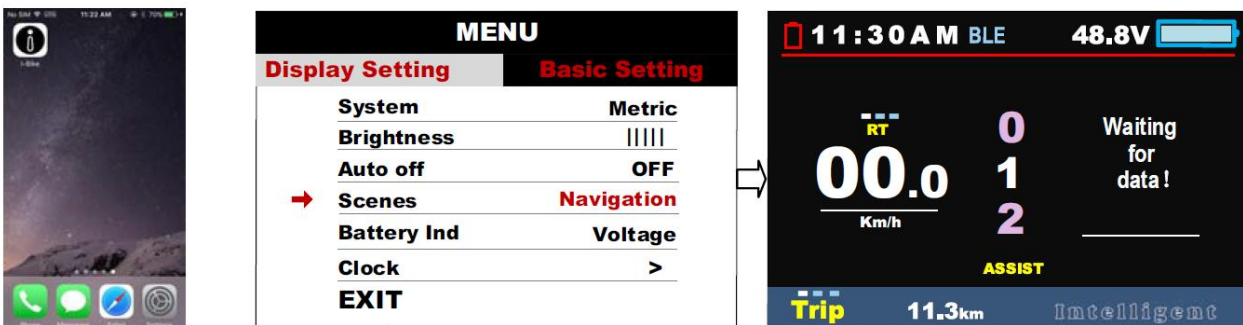 No SIM 11:22 AM 70%
i-Bike
MENU
Display Setting Basic Setting
System Metric
Brightness |||||
Auto off OFF
Scenes Navigation
Battery Ind Voltage
Clock >
EXIT
11:30AM BLE 48.8V
RT
00.0
Km/h
0
1
2
ASSIST
Waiting
for
data!
Trip 11.3km Intelligent